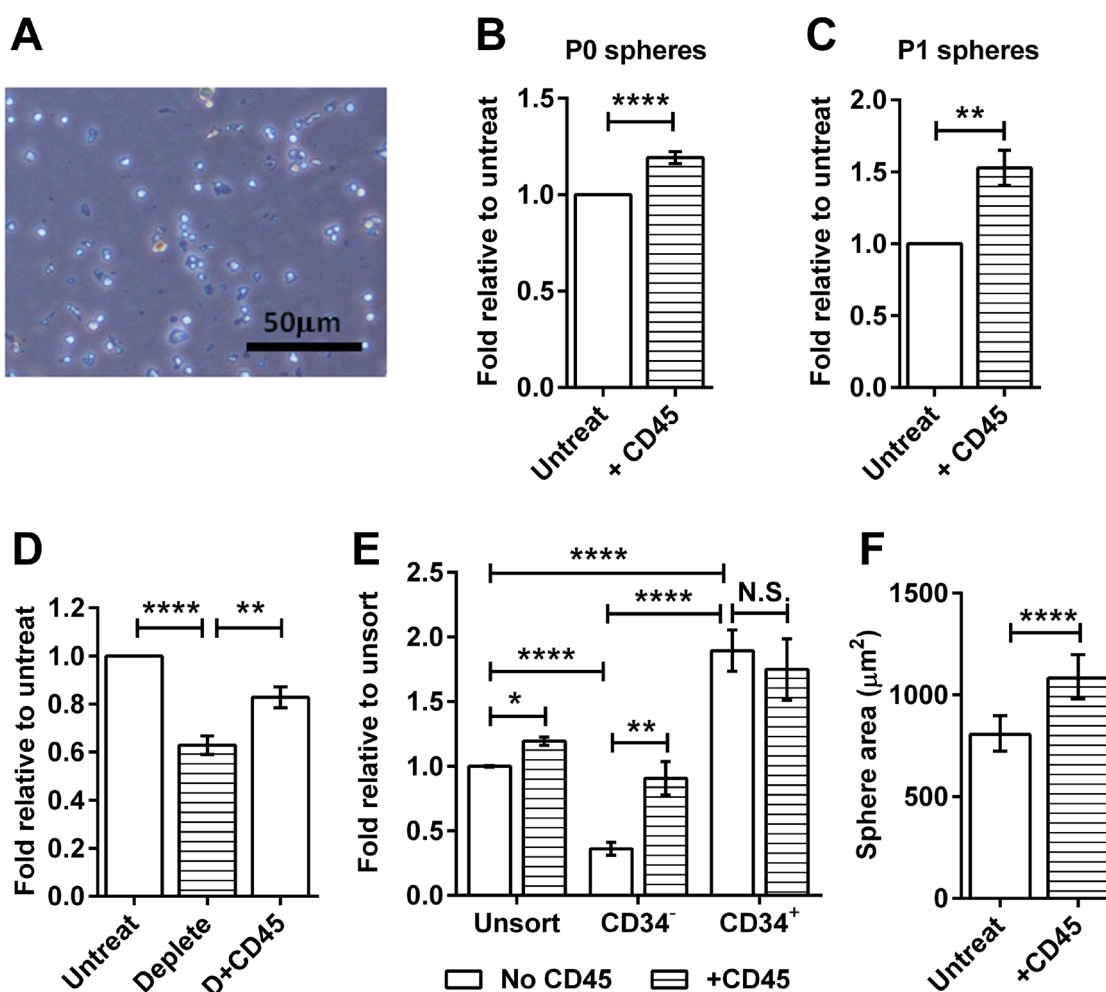 A
50μm
B
P0 spheres
Fold relative to untreat
1.5
1.0
0.5
0.0
****
Untreat
+ CD45
C
P1 spheres
Fold relative to untreat
2.0
1.5
1.0
0.5
0.0
**
Untreat
+ CD45
D
Fold relative to untreat
1.2
1.0
0.8
0.6
0.4
0.2
0.0
**** **
Untreat
Deplete
D+CD45
E
Fold relative to unsort
2.5
2.0
1.5
1.0
0.5
0.0
****
**** N.S.
****
* **
Unsort CD34⁻ CD34⁺
No CD45 +CD45
F
Sphere area (μm²)
1500
1000
500
0
****
Untreat
+CD45